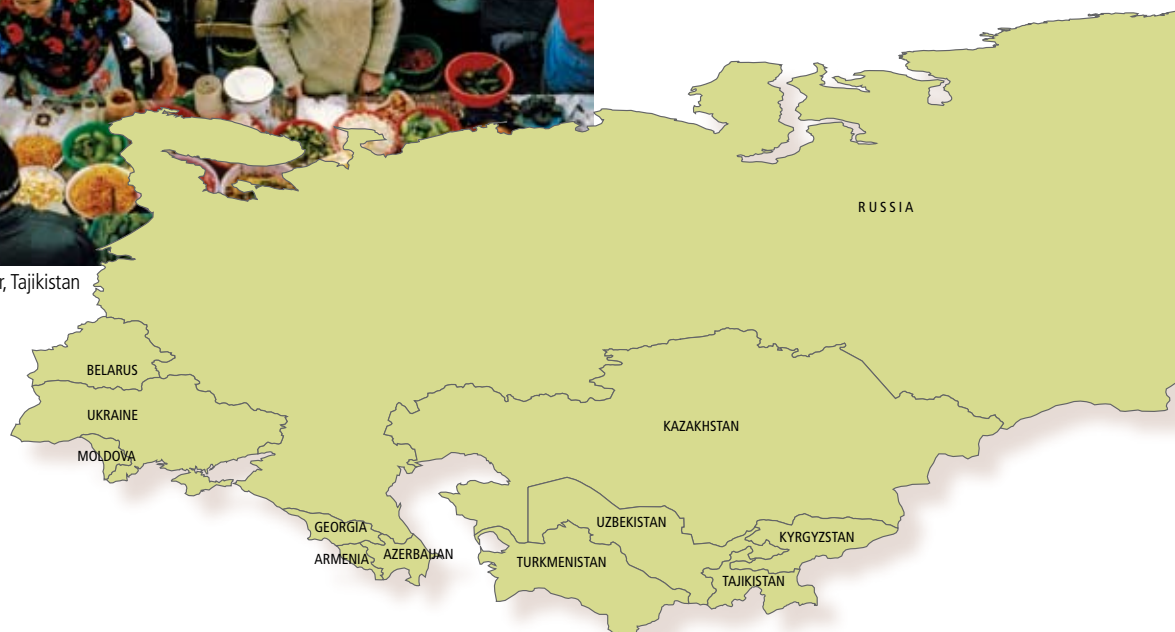 RUSSIA
r, Tajikistan
BELARUS
UKRAINE
KAZAKHSTAN
MOLDOVA
GEORGIA
UZBEKISTAN
KYRGYZSTAN
ARMENIA
AZERBAIJAN
TURKMENISTAN
TAJIKISTAN